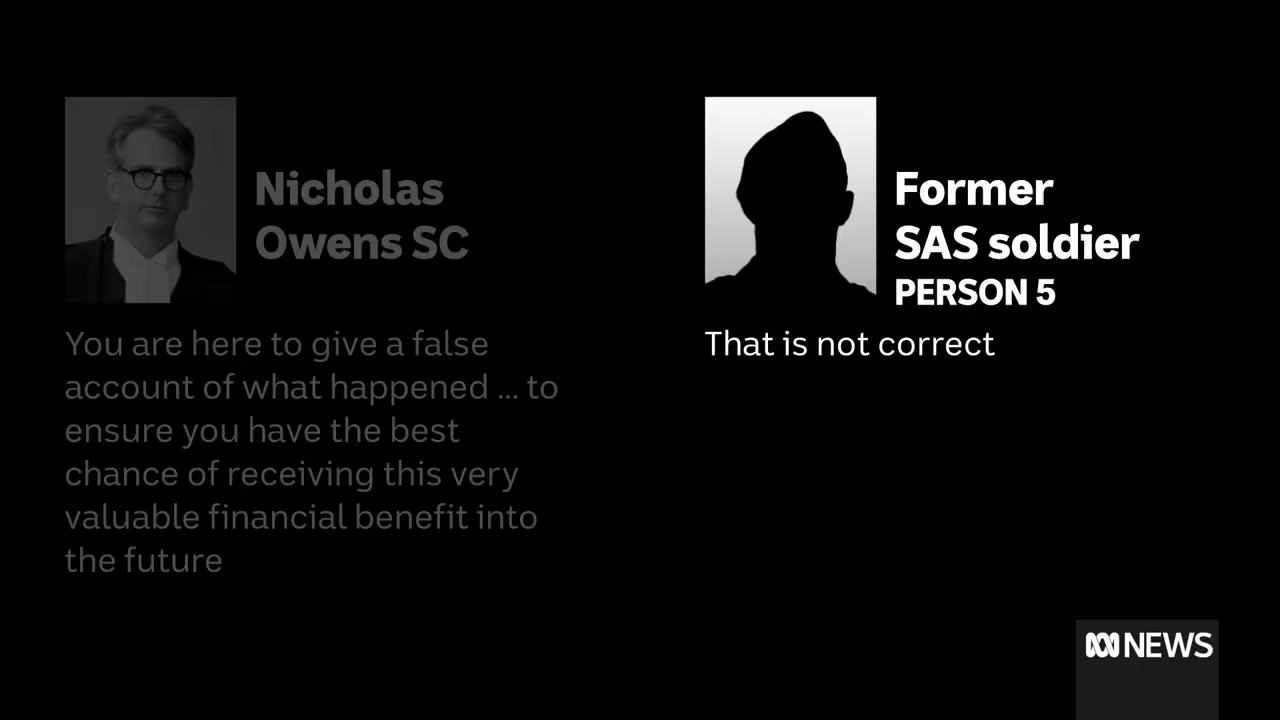 Nicholas
Owens SC
You are here to give a false
account of what happened ... to
ensure you have the best
chance of receiving this very
valuable financial benefit into
the future
Former
SAS soldier
PERSON 5
That is not correct
NEWS